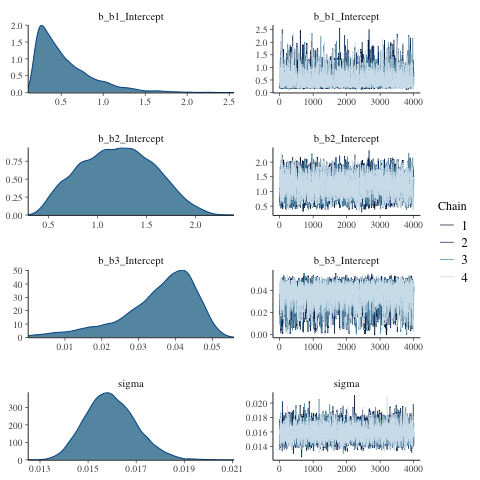 b_b1_Intercept
2.0
1.5
1.0
0.5
0.0
0.5 1.0 1.5 2.0 2.5
b_b1_Intercept
2.5
2.0
1.5
1.0
0.5
0.0
0 1000 2000 3000 4000
b_b2_Intercept
0.75
0.50
0.25
0.00
0.5 1.0 1.5 2.0
b_b2_Intercept
2.0
1.5
1.0
0.5
0 1000 2000 3000 4000
b_b3_Intercept
50
40
30
20
10
0
0.01 0.02 0.03 0.04 0.05
b_b3_Intercept
0.04
0.02
0.00
0 1000 2000 3000 4000
sigma
300
200
100
0
0.013 0.015 0.017 0.019 0.021
sigma
0.020
0.018
0.016
0.014
0 1000 2000 3000 4000
Chain
1
2
3
4